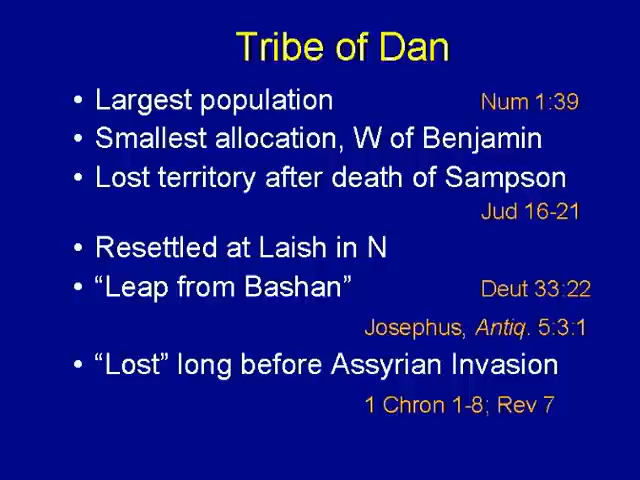 Tribe of Dan
• Largest population Num 1:39
• Smallest allocation, W of Benjamin
• Lost territory after death of Sampson
Jud 16-21
• Resettled at Laish in N
• “Leap from Bashan” Deut 33:22
Josephus, Antiq. 5:3:1
• “Lost” long before Assyrian Invasion
1 Chron 1-8; Rev 7